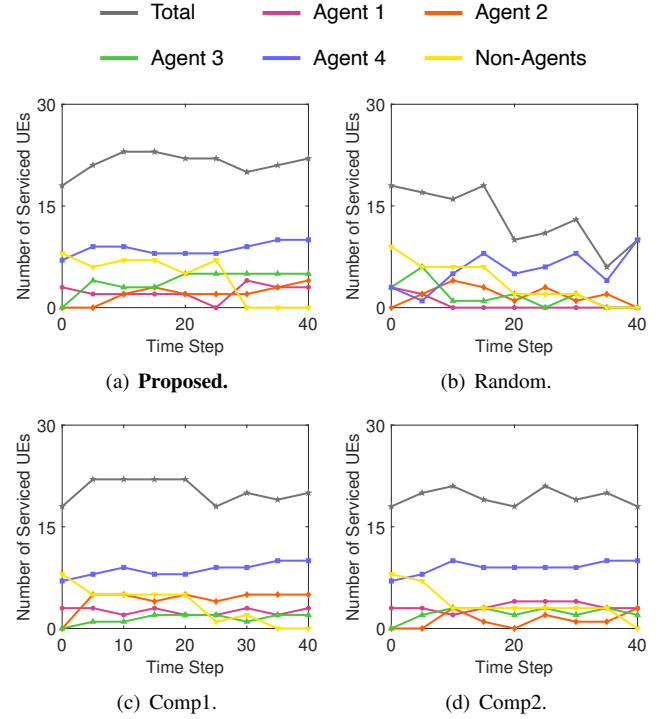 Total Agent 1 Agent 2
Agent 3 Agent 4 Non-Agents
30
15
0
0 20 40
Number of Serviced UEs
Time Step
(a) Proposed.
30
15
0
0 20 40
Number of Serviced UEs
Time Step
(b) Random.
30
15
0
0 10 20 30 40
Number of Serviced UEs
Time Step
(c) Comp1.
30
15
0
0 20 40
Number of Serviced UEs
Time Step
(d) Comp2.